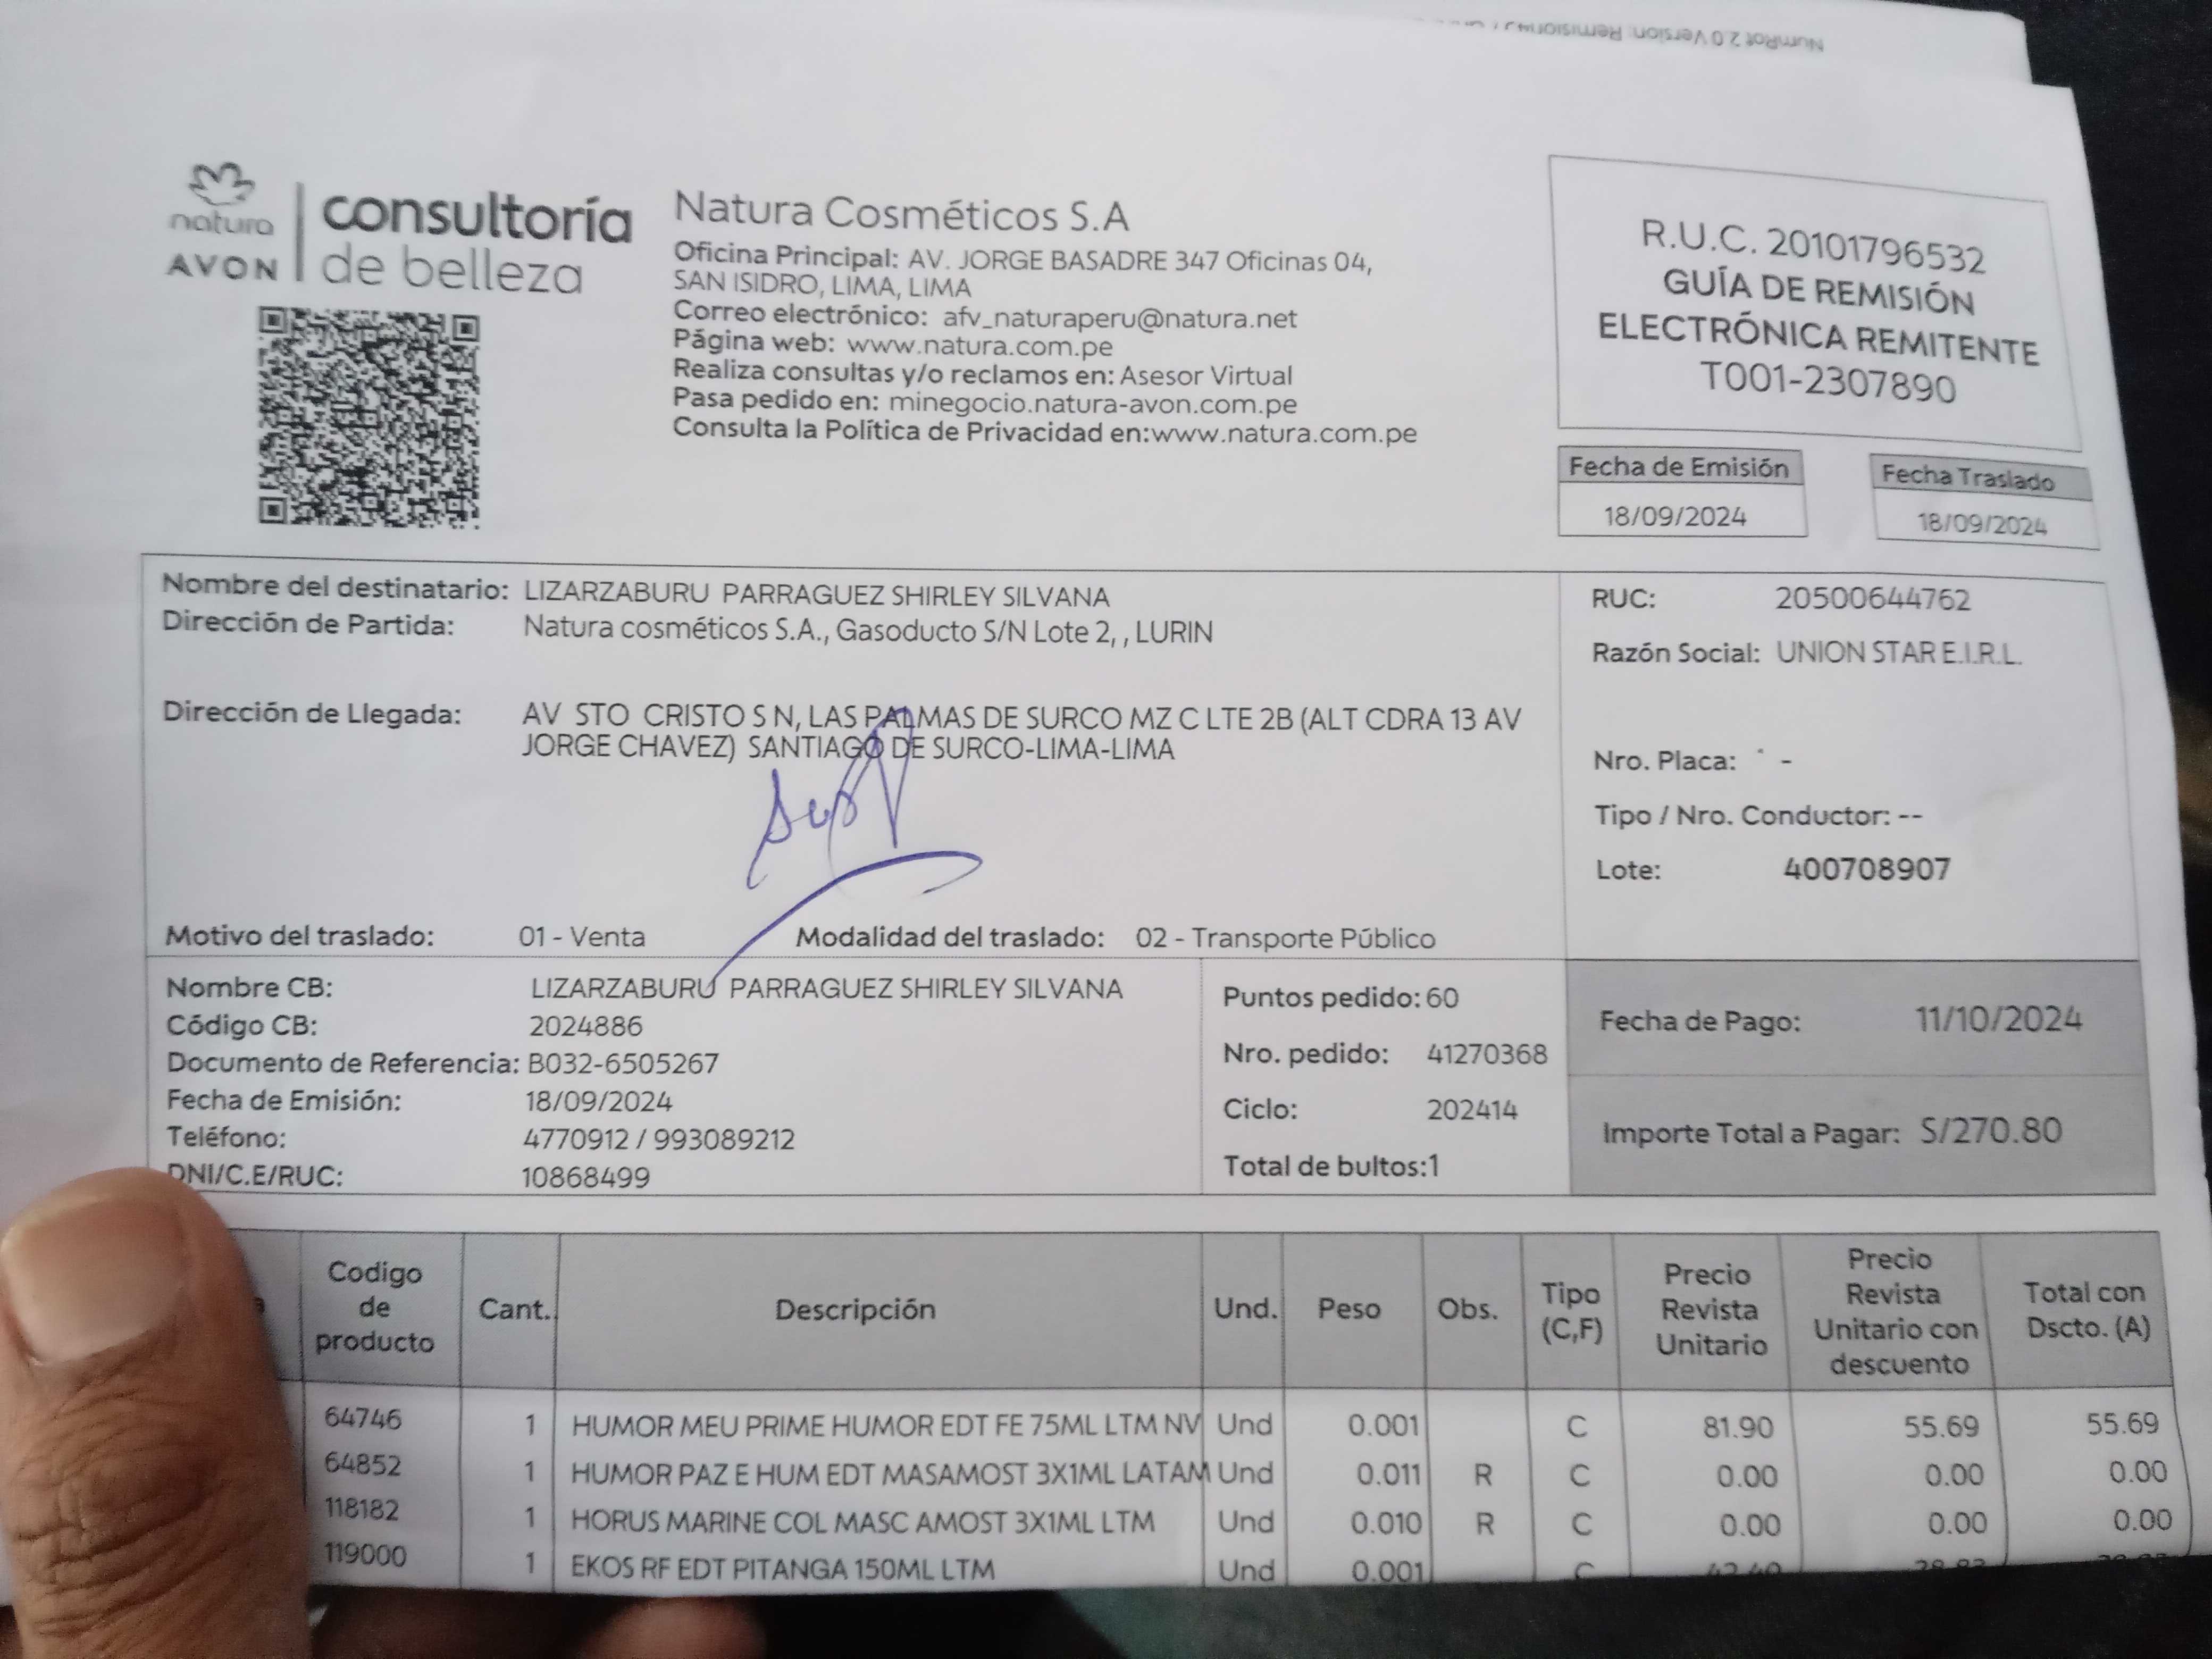 NumRot 2.0 Version: Remision
natura
AVON
consultoría
de belleza
Natura Cosméticos S.A
Oficina Principal: AV. JORGE BASADRE 347 Oficinas 04,
SAN ISIDRO, LIMA, LIMA
Correo electrónico: afv_naturaperu@natura.net
Página web: www.natura.com.pe
Realiza consultas y/o reclamos en: Asesor Virtual
Pasa pedido en: minegocio.natura-avon.com.pe
Consulta la Política de Privacidad en:www.natura.com.pe
R.U.C. 20101796532
GUÍA DE REMISIÓN
ELECTRÓNICA REMITENTE
T001-2307890
Fecha de Emisión
18/09/2024
Fecha Traslado
18/09/2024
Nombre del destinatario: LIZARZABURU PARRAGUEZ SHIRLEY SILVANA
Dirección de Partida: Natura cosméticos S.A., Gasoducto S/N Lote 2, , LURIN
Dirección de Llegada: AV STO CRISTO S N, LAS PALMAS DE SURCO MZ C LTE 2B (ALT CDRA 13 AV
JORGE CHAVEZ) SANTIAGO DE SURCO-LIMA-LIMA
Motivo del traslado: 01 - Venta Modalidad del traslado: 02 - Transporte Público
RUC: 20500644762
Razón Social: UNION STAR E.I.R.L.
Nro. Placa: -
Tipo / Nro. Conductor: --
Lote: 400708907
Nombre CB: LIZARZABURU PARRAGUEZ SHIRLEY SILVANA
Código CB: 2024886
Documento de Referencia: B032-6505267
Fecha de Emisión: 18/09/2024
Teléfono: 4770912 / 993089212
DNI/C.E/RUC: 10868499
Puntos pedido: 60
Nro. pedido: 41270368
Ciclo: 202414
Total de bultos:1
Fecha de Pago: 11/10/2024
Importe Total a Pagar: S/270.80
Codigo de producto Cant. Descripción Und. Peso Obs. Tipo (C,F) Precio Revista Unitario Precio Revista Unitario con descuento Total con Dscto. (A)
64746 1 HUMOR MEU PRIME HUMOR EDT FE 75ML LTM NV Und 0.001 C 81.90 55.69 55.69
64852 1 HUMOR PAZ E HUM EDT MASAMOST 3X1ML LATAM Und 0.011 R C 0.00 0.00 0.00
118182 1 HORUS MARINE COL MASC AMOST 3X1ML LTM Und 0.010 R C 0.00 0.00 0.00
119000 1 EKOS RF EDT PITANGA 150ML LTM Und 0.001 C